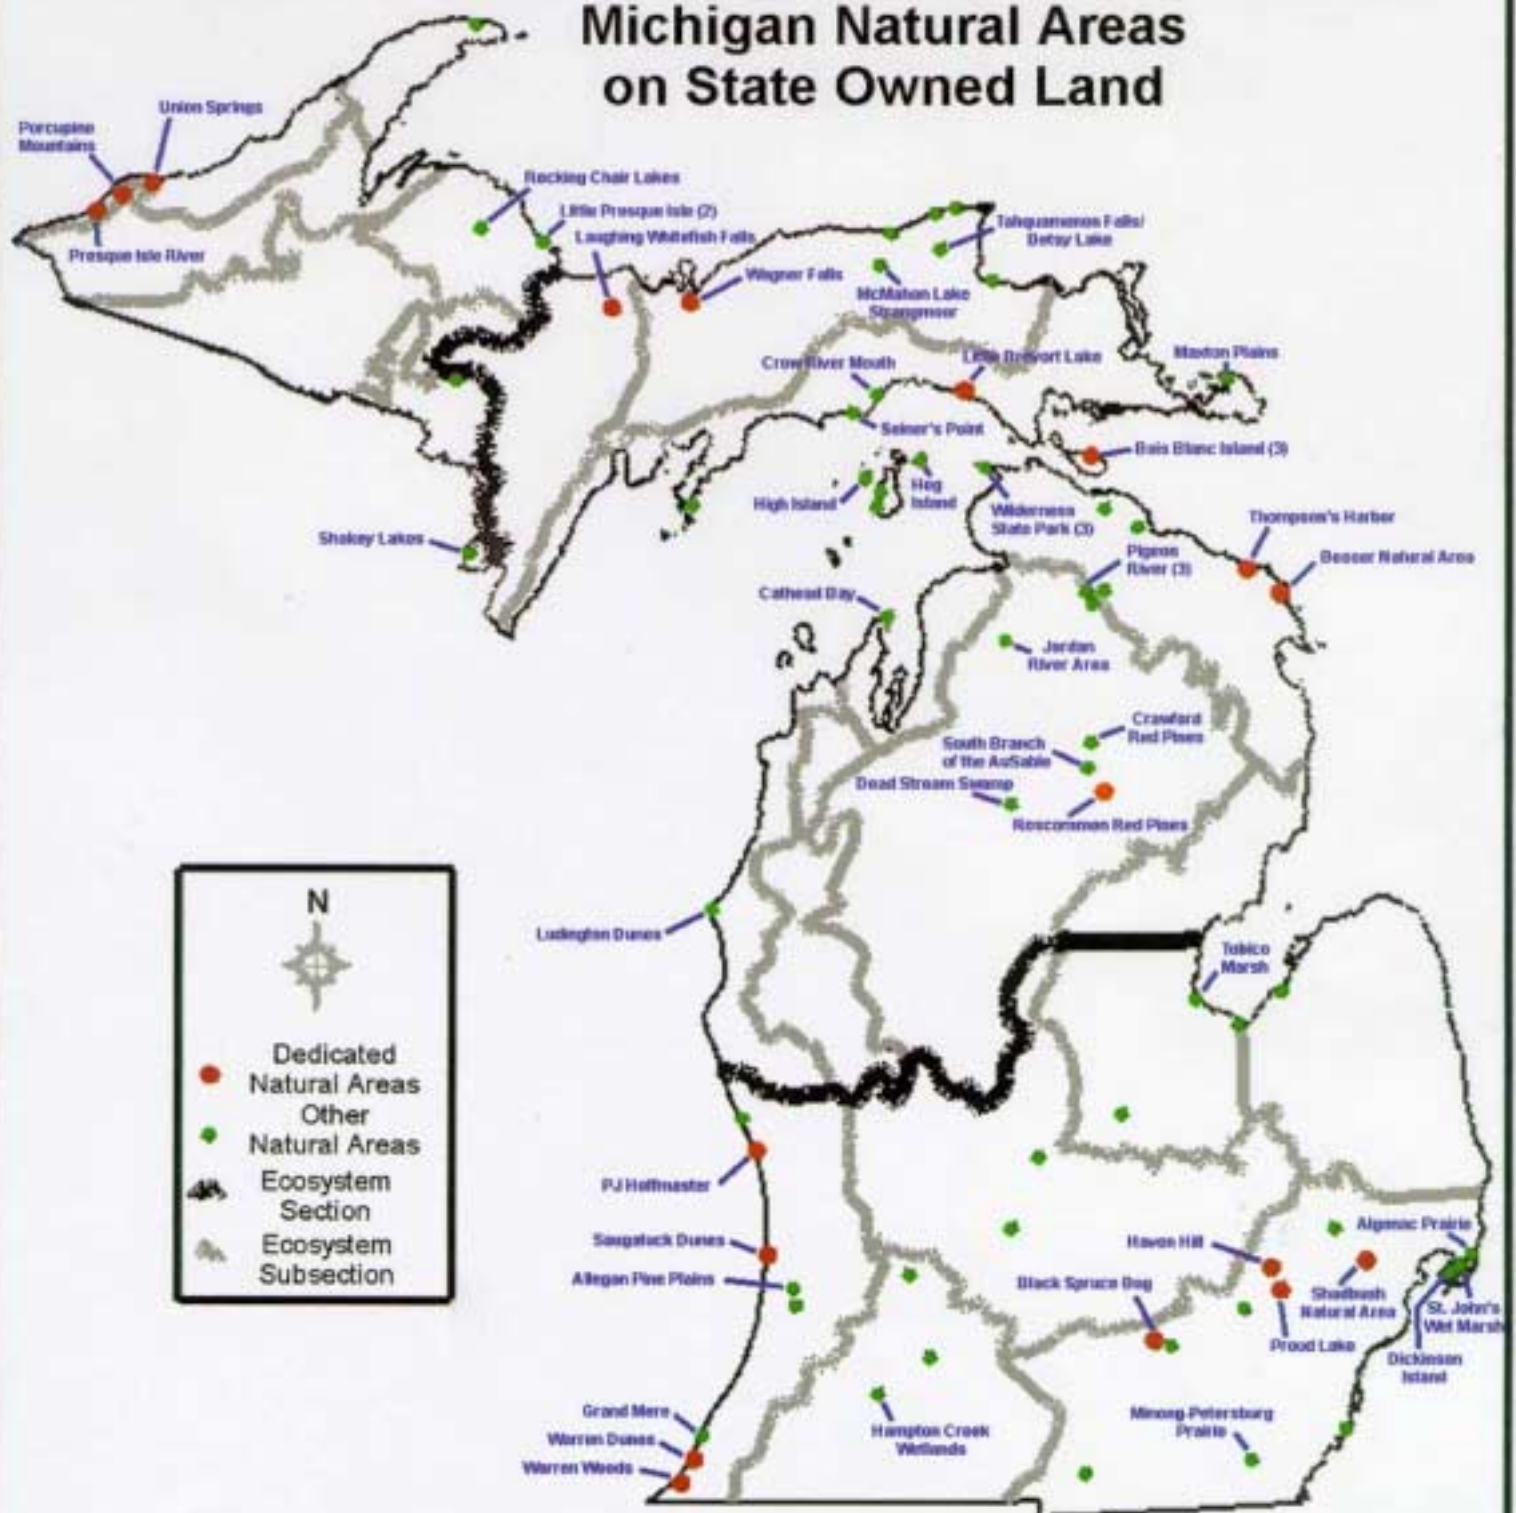 Michigan Natural Areas
on State Owned Land
Union Springs
Porcupine
Mountains
Presque Isle River
Rocking Chair Lakes
Little Presque Isle (2)
Laughing Whitefish Falls
Wagner Falls
Tahquamenon Falls/
Betsy Lake
McMahon Lake
Strangmoor
Crow River Mouth
Little Brevort Lake
Maxton Plains
Seiner's Point
Bois Blanc Island (3)
High Island
Hog
Island
Wilderness
State Park (3)
Shakey Lakes
Thompson's Harbor
Besser Natural Area
Pigeon
River (3)
Cathead Bay
Jordan
River Area
Crawford
Red Pines
South Branch
of the AuSable
Dead Stream Swamp
Roscommon Red Pines
Ludington Dunes
Tobico
Marsh
N
Dedicated
Natural Areas
Other
Natural Areas
Ecosystem
Section
Ecosystem
Subsection
PJ Hoffmaster
Saugatuck Dunes
Allegan Pine Plains
Haven Hill
Algonac Prairie
Black Spruce Bog
Shadbush
Natural Area
St. John's
Wet Marsh
Proud Lake
Dickinson
Island
Grand Mere
Warren Dunes
Warren Woods
Hampton Creek
Wetlands
Minong-Petersburg
Prairie